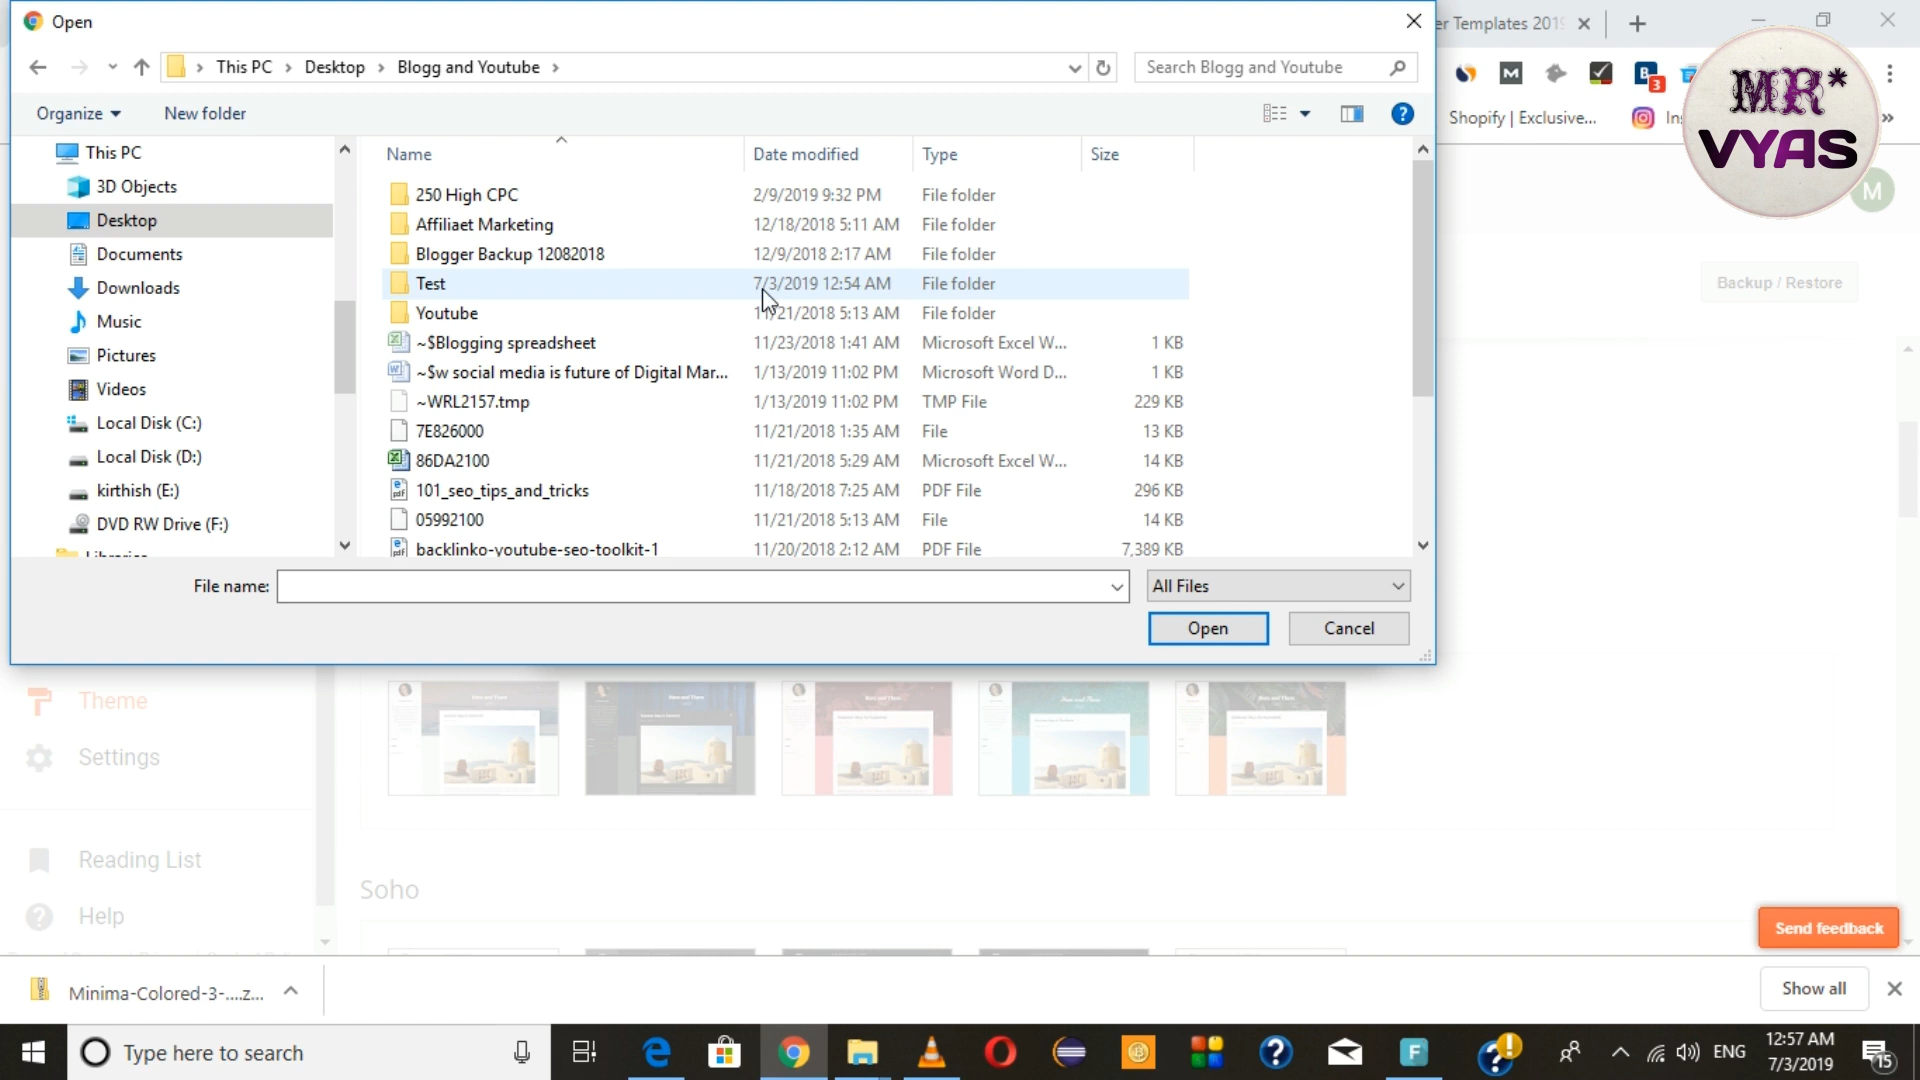 Open
er Templates 2019
This PC > Desktop > Blogg and Youtube >
Search Blogg and Youtube
Organize
New folder
Shopify | Exclusive...
MR*
VYAS
M
3
Name
Date modified
Type
Size
This PC
3D Objects
Desktop
Documents
Downloads
Music
Pictures
Videos
Local Disk (C:)
Local Disk (D:)
kirthish (E:)
DVD RW Drive (F:)
Libraries
250 High CPC 2/9/2019 9:32 PM File folder
Affiliaet Marketing 12/18/2018 5:11 AM File folder
Blogger Backup 12082018 12/9/2018 2:17 AM File folder
Test 7/3/2019 12:54 AM File folder
Youtube 11/21/2018 5:13 AM File folder
~$Blogging spreadsheet 11/23/2018 1:41 AM Microsoft Excel W... 1 KB
~$w social media is future of Digital Mar... 1/13/2019 11:02 PM Microsoft Word D... 1 KB
~WRL2157.tmp 1/13/2019 11:02 PM TMP File 229 KB
7E826000 11/21/2018 1:35 AM File 13 KB
86DA2100 11/21/2018 5:29 AM Microsoft Excel W... 14 KB
101_seo_tips_and_tricks 11/18/2018 7:25 AM PDF File 296 KB
05992100 11/21/2018 5:13 AM File 14 KB
backlinko-youtube-seo-toolkit-1 11/20/2018 2:12 AM PDF File 7,389 KB
Backup / Restore
File name:
All Files
Open
Cancel
Theme
Settings
Reading List
Help
Soho
Send feedback
Minima-Colored-3-....z...
Show all
Type here to search
ENG
12:57 AM
7/3/2019
15